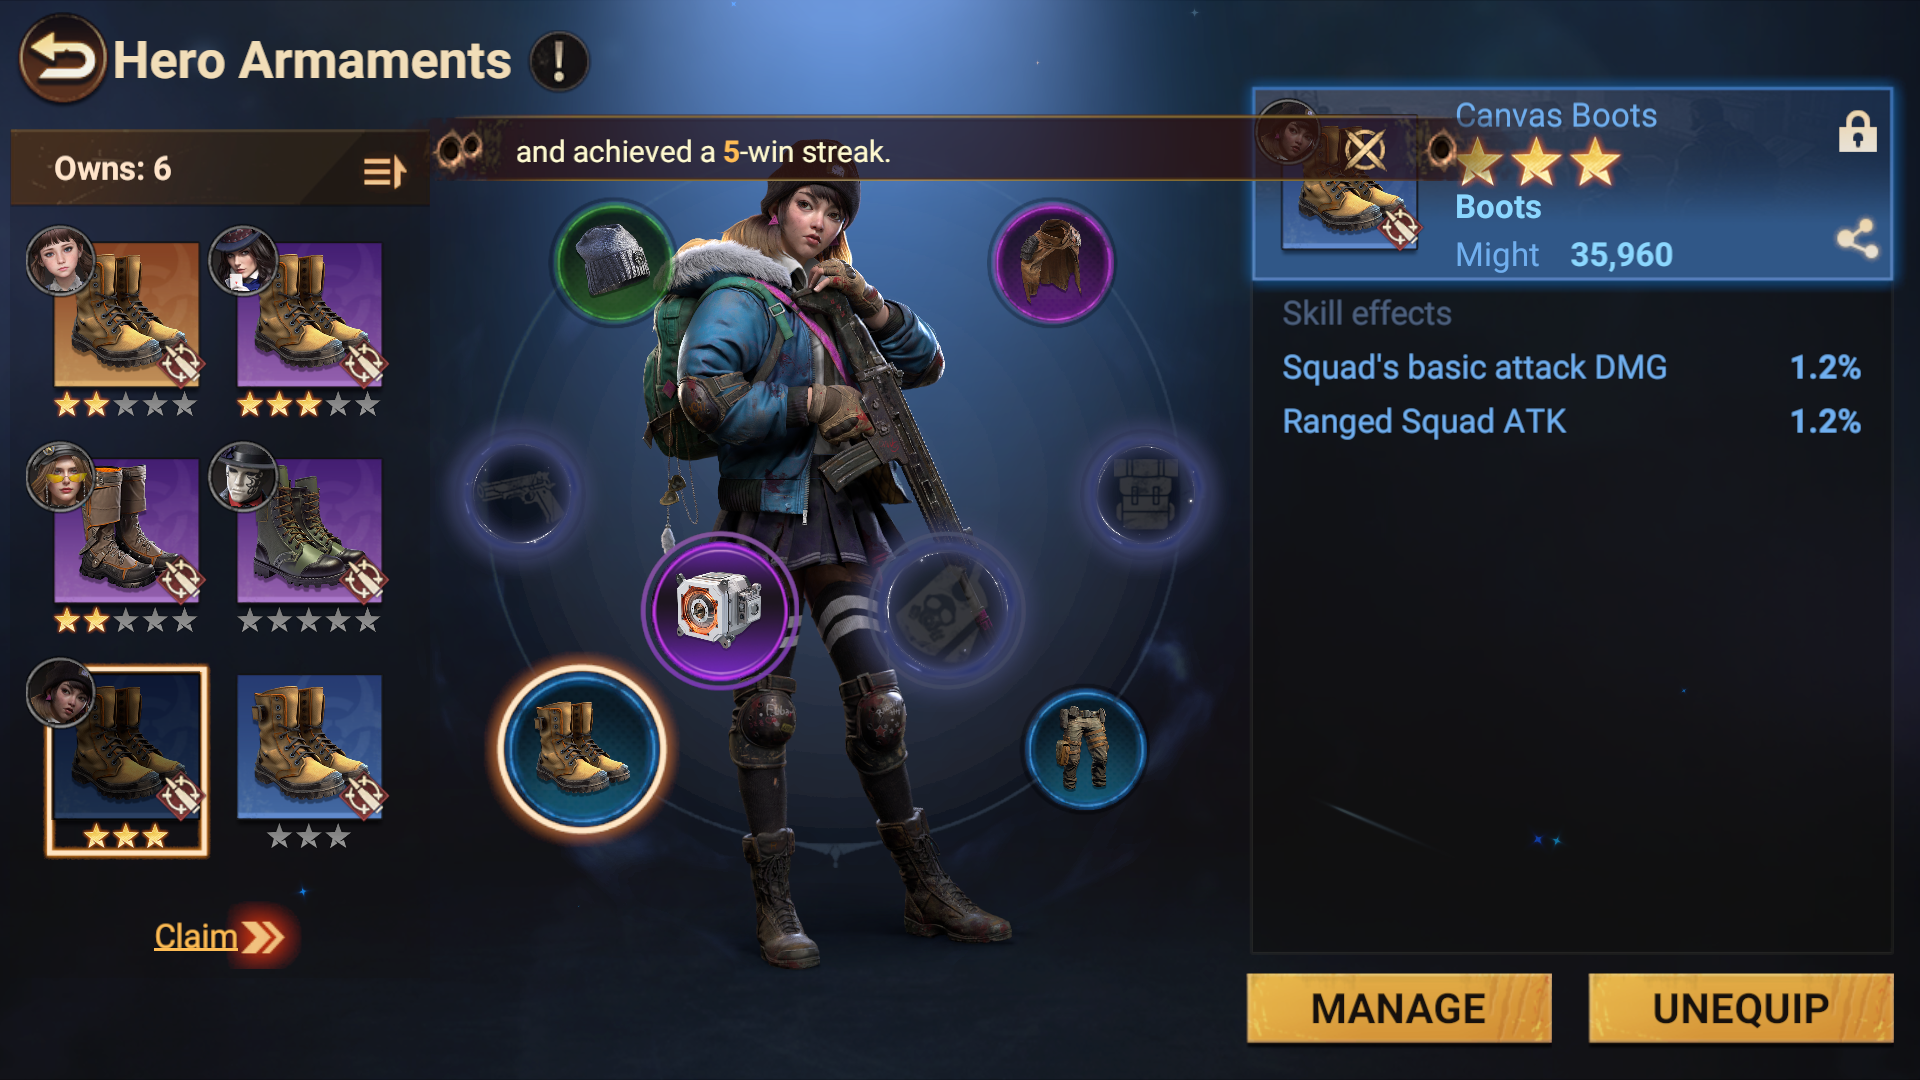 Hero Armaments
!
Owns: 6
and achieved a 5-win streak.
Canvas Boots
Boots
Might 35,960
Skill effects
Squad's basic attack DMG 1.2%
Ranged Squad ATK 1.2%
Claim
MANAGE
UNEQUIP